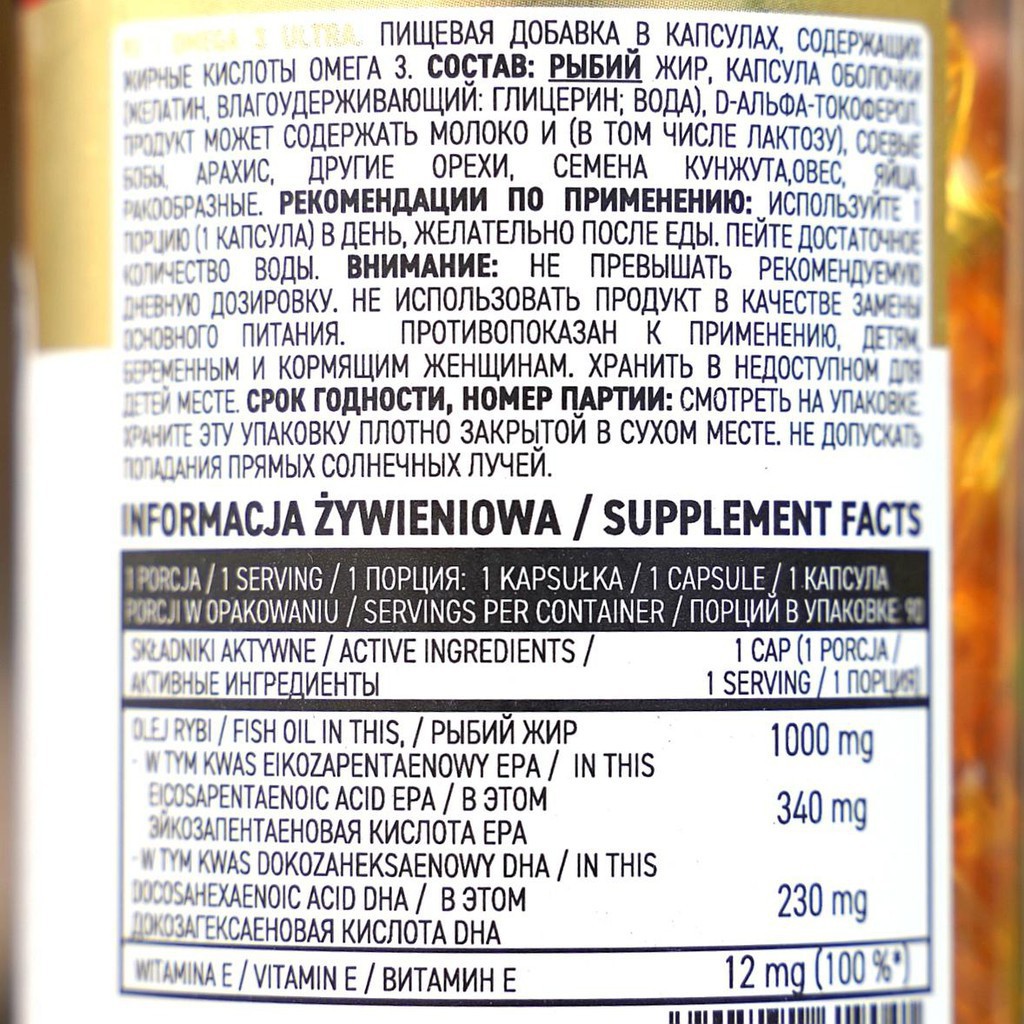 OMEGA 3 ULTRA. ПИЩЕВАЯ ДОБАВКА В КАПСУЛАХ, СОДЕРЖАЩИХ
ЖИРНЫЕ КИСЛОТЫ ОМЕГА 3. СОСТАВ: РЫБИЙ ЖИР, КАПСУЛА ОБОЛОЧКИ
(ЖЕЛАТИН, ВЛАГОУДЕРЖИВАЮЩИЙ: ГЛИЦЕРИН; ВОДА), D-АЛЬФА-ТОКОФЕРОЛ.
ПРОДУКТ МОЖЕТ СОДЕРЖАТЬ МОЛОКО И (В ТОМ ЧИСЛЕ ЛАКТОЗУ), СОЕВЫЕ
БОБЫ, АРАХИС, ДРУГИЕ ОРЕХИ, СЕМЕНА КУНЖУТА,ОВЕС, ЯЙЦА,
РАКООБРАЗНЫЕ. РЕКОМЕНДАЦИИ ПО ПРИМЕНЕНИЮ: ИСПОЛЬЗУЙТЕ 1
ПОРЦИЮ (1 КАПСУЛА) В ДЕНЬ, ЖЕЛАТЕЛЬНО ПОСЛЕ ЕДЫ. ПЕЙТЕ ДОСТАТОЧНОЕ
КОЛИЧЕСТВО ВОДЫ. ВНИМАНИЕ: НЕ ПРЕВЫШАТЬ РЕКОМЕНДУЕМУЮ
ДНЕВНУЮ ДОЗИРОВКУ. НЕ ИСПОЛЬЗОВАТЬ ПРОДУКТ В КАЧЕСТВЕ ЗАМЕНЫ
ОСНОВНОГО ПИТАНИЯ. ПРОТИВОПОКАЗАН К ПРИМЕНЕНИЮ, ДЕТЯМ,
БЕРЕМЕННЫМ И КОРМЯЩИМ ЖЕНЩИНАМ. ХРАНИТЬ В НЕДОСТУПНОМ ДЛЯ
ДЕТЕЙ МЕСТЕ. СРОК ГОДНОСТИ, НОМЕР ПАРТИИ: СМОТРЕТЬ НА УПАКОВКЕ.
ХРАНИТЕ ЭТУ УПАКОВКУ ПЛОТНО ЗАКРЫТОЙ В СУХОМ МЕСТЕ. НЕ ДОПУСКАТЬ
ПОПАДАНИЯ ПРЯМЫХ СОЛНЕЧНЫХ ЛУЧЕЙ.
INFORMACJA ŻYWIENIOWA / SUPPLEMENT FACTS
1 PORCJA / 1 SERVING / 1 ПОРЦИЯ: 1 KAPSUŁKA / 1 CAPSULE / 1 КАПСУЛА
PORCJI W OPAKOWANIU / SERVINGS PER CONTAINER / ПОРЦИЙ В УПАКОВКЕ: 90
SKŁADNIKI AKTYWNE / ACTIVE INGREDIENTS / 1 CAP (1 PORCJA /
АКТИВНЫЕ ИНГРЕДИЕНТЫ 1 SERVING / 1 ПОРЦИЯ)
OLEJ RYBI / FISH OIL IN THIS, / РЫБИЙ ЖИР 1000 mg
- W TYM KWAS EIKOZAPENTAENOWY EPA / IN THIS
EICOSAPENTAENOIC ACID EPA / В ЭТОМ 340 mg
ЭЙКОЗАПЕНТАЕНОВАЯ КИСЛОТА EPA
- W TYM KWAS DOKOZAHEKSAENOWY DHA / IN THIS
DOCOSAHEXAENOIC ACID DHA / В ЭТОМ 230 mg
ДОКОЗАГЕКСАЕНОВАЯ КИСЛОТА DHA
WITAMINA E / VITAMIN E / ВИТАМИН Е 12 mg (100 %*)